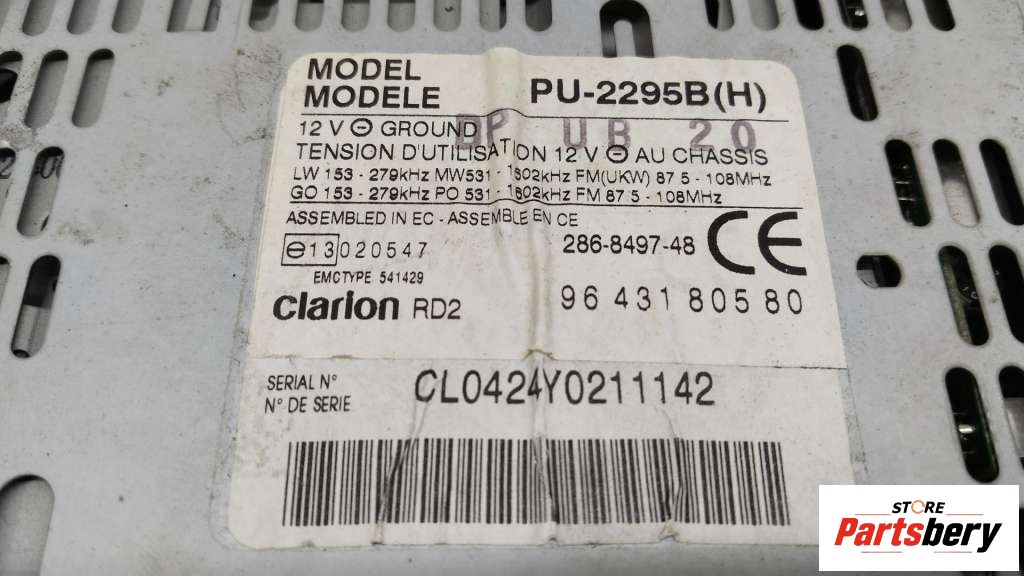 MODEL
MODELE PU-2295B(H)
12 V ⊖ GROUND DP UB 20
TENSION D'UTILISATION 12 V ⊖ AU CHASSIS
LW 153 - 279kHz MW531 - 1602kHz FM(UKW) 87 5 - 108MHz
GO 153 - 279kHz PO 531 - 1602kHz FM 87 5 - 108MHz
ASSEMBLED IN EC - ASSEMBLE EN CE
e13 020547 286-8497-48 CE
EMC TYPE 541429
Clarion RD2 96 431 805 80
SERIAL N° CL0424Y0211142
N° DE SERIE
STORE
Partsbery